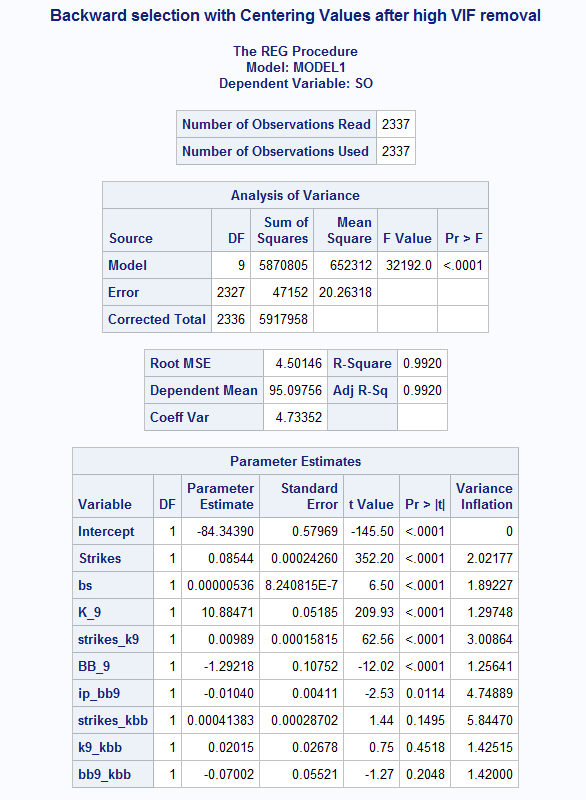 Backward selection with Centering Values after high VIF removal
The REG Procedure
Model: MODEL1
Dependent Variable: SO
Number of Observations Read 2337
Number of Observations Used 2337
Analysis of Variance
Source DF Sum of Squares Mean Square F Value Pr > F
Model 9 5870805 652312 32192.0 <.0001
Error 2327 47152 20.26318
Corrected Total 2336 5917958
Root MSE 4.50146 R-Square 0.9920
Dependent Mean 95.09756 Adj R-Sq 0.9920
Coeff Var 4.73352
Parameter Estimates
Variable DF Parameter Estimate Standard Error t Value Pr > |t| Variance Inflation
Intercept 1 -84.34390 0.57969 -145.50 <.0001 0
Strikes 1 0.08544 0.00024260 352.20 <.0001 2.02177
bs 1 0.00000536 8.240815E-7 6.50 <.0001 1.89227
K_9 1 10.88471 0.05185 209.93 <.0001 1.29748
strikes_k9 1 0.00989 0.00015815 62.56 <.0001 3.00864
BB_9 1 -1.29218 0.10752 -12.02 <.0001 1.25641
ip_bb9 1 -0.01040 0.00411 -2.53 0.0114 4.74889
strikes_kbb 1 0.00041383 0.00028702 1.44 0.1495 5.84470
k9_kbb 1 0.02015 0.02678 0.75 0.4518 1.42515
bb9_kbb 1 -0.07002 0.05521 -1.27 0.2048 1.42000